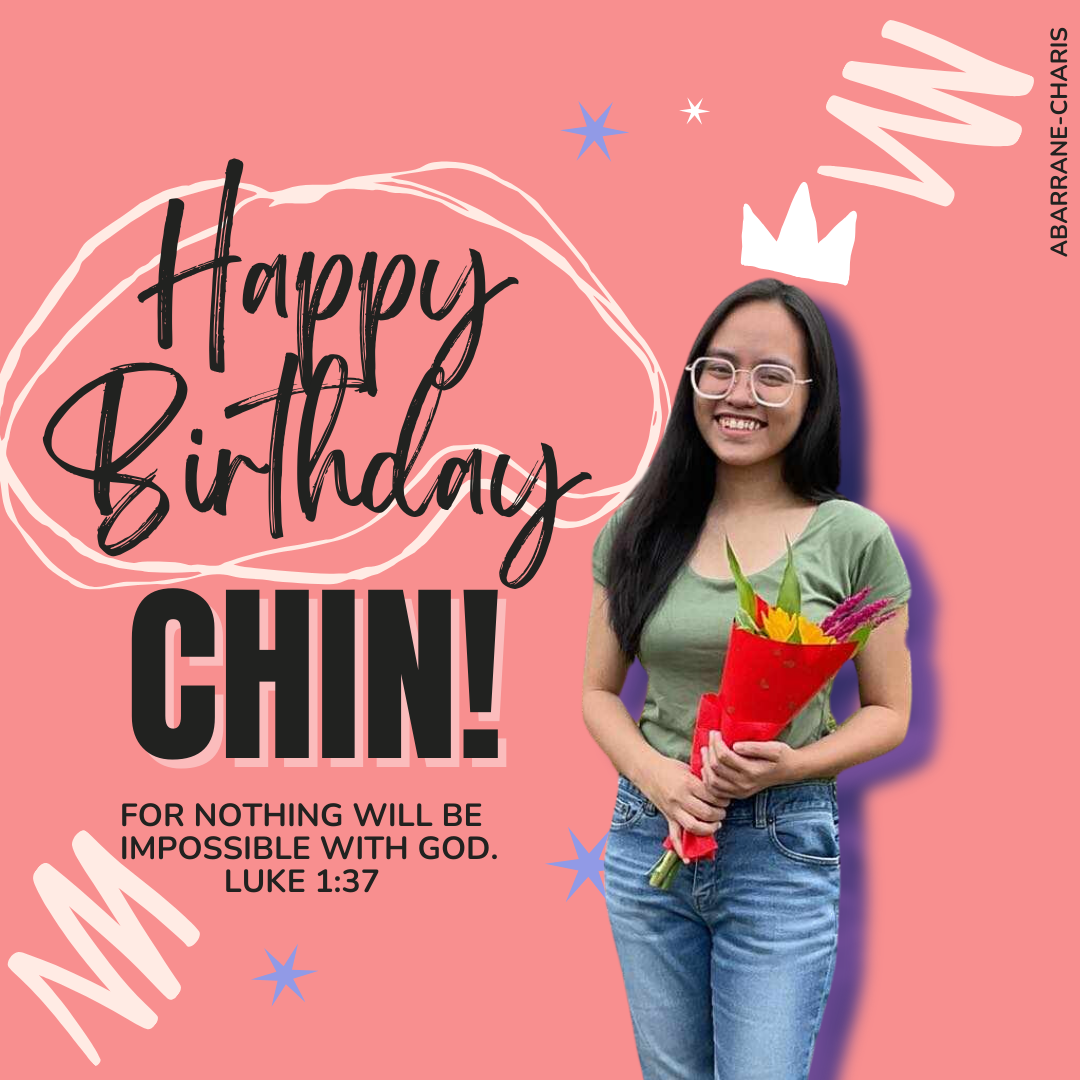 Happy
Birthday
CHIN!
FOR NOTHING WILL BE
IMPOSSIBLE WITH GOD.
LUKE 1:37
ABARRANE-CHARIS